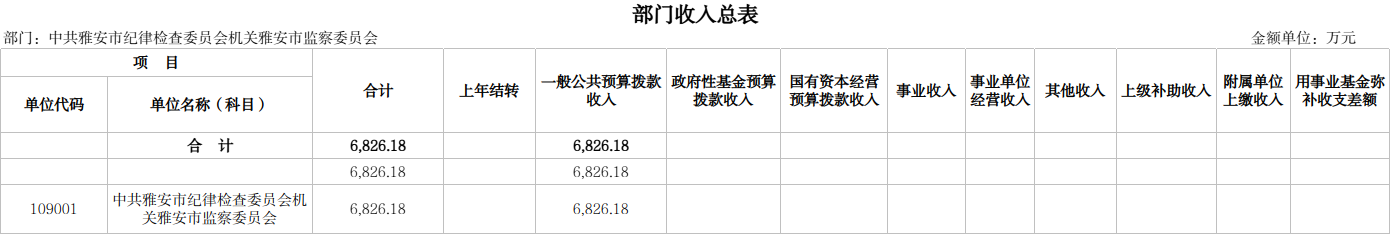 部门收入总表
部门：中共雅安市纪律检查委员会机关雅安市监察委员会 金额单位：万元
项 目 合计 上年结转 一般公共预算拨款收入 政府性基金预算拨款收入 国有资本经营预算拨款收入 事业收入 事业单位经营收入 其他收入 上级补助收入 附属单位上缴收入 用事业基金弥补收支差额
单位代码 单位名称（科目）
合 计 6,826.18 6,826.18
6,826.18 6,826.18
109001 中共雅安市纪律检查委员会机关雅安市监察委员会 6,826.18 6,826.18